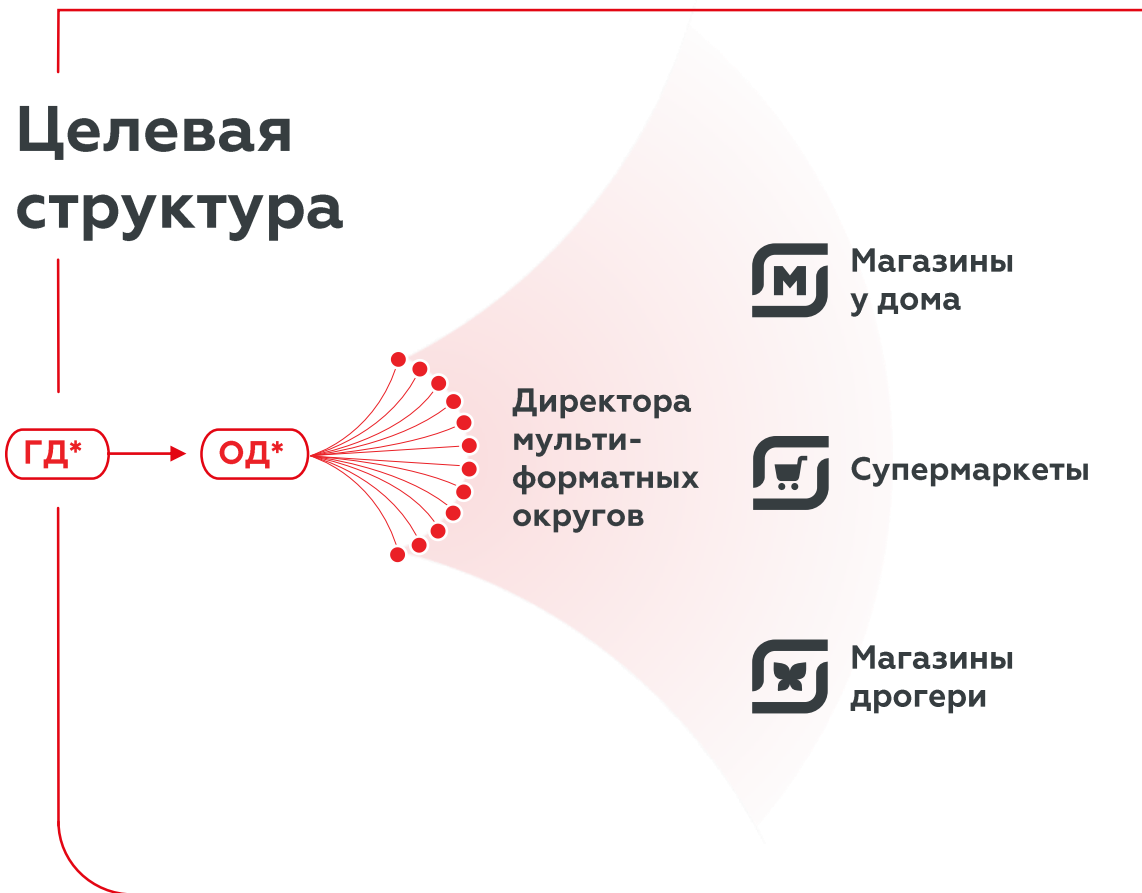 Целевая
структура
ГД*
ОД*
Директора
мульти-
форматных
округов
М
Магазины
у дома
Супермаркеты
Магазины
дрогери